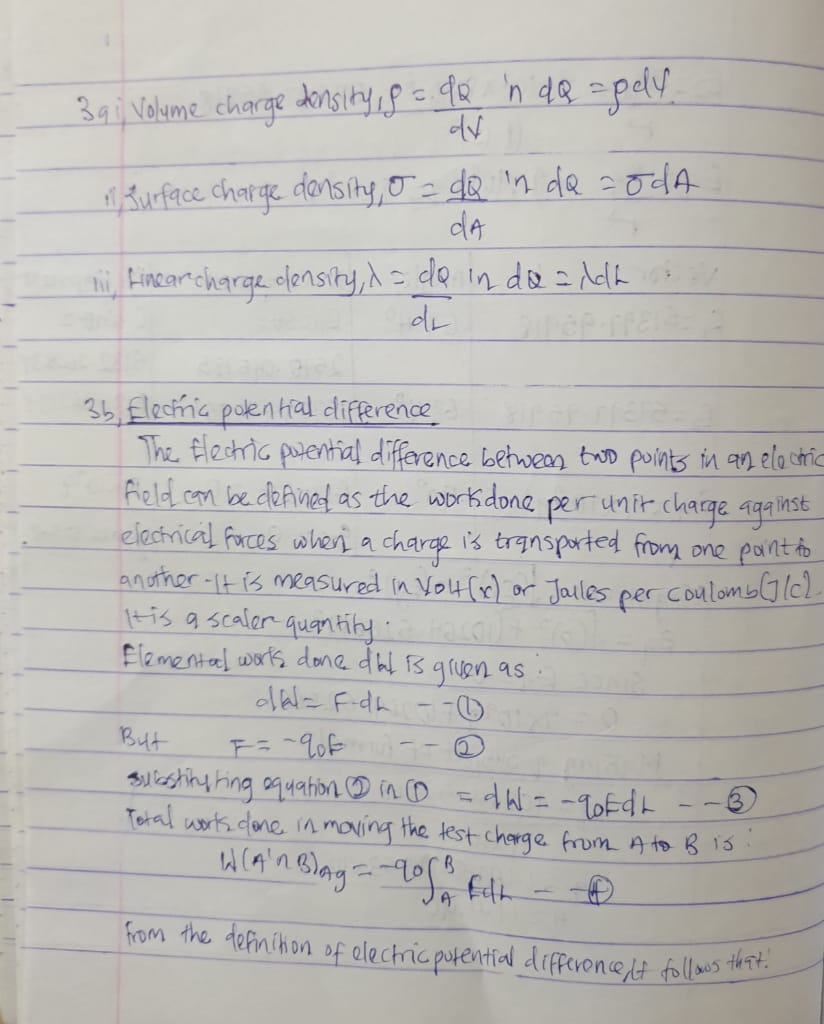 3ai, Volume charge density, ρ = dQ/dV 'n dQ = ρdV.
ii, Surface charge density, σ = dQ/dA 'n dQ = σdA
iii, Linear charge density, λ = dQ/dL in dQ = λdL
3b, Electric potential difference
The Electric potential difference between two points in an electric
field can be defined as the workdone per unit charge against
electrical forces when a charge is transported from one point to
another - It is measured in Volt (v) or Joules per coulomb (J/c).
It is a scaler quantity.
Elemental work done dW is given as :
dW = F·dL - - ①
But F = -q0E - - ②
substituting equation ② in ① = dW = -q0EdL - - ③
Total work done in moving the test charge from A to B is :
W(A 'n B)Ag = -q0∫ᴬᴮ EdL - - ④
from the definition of electric potential difference, it follows that: